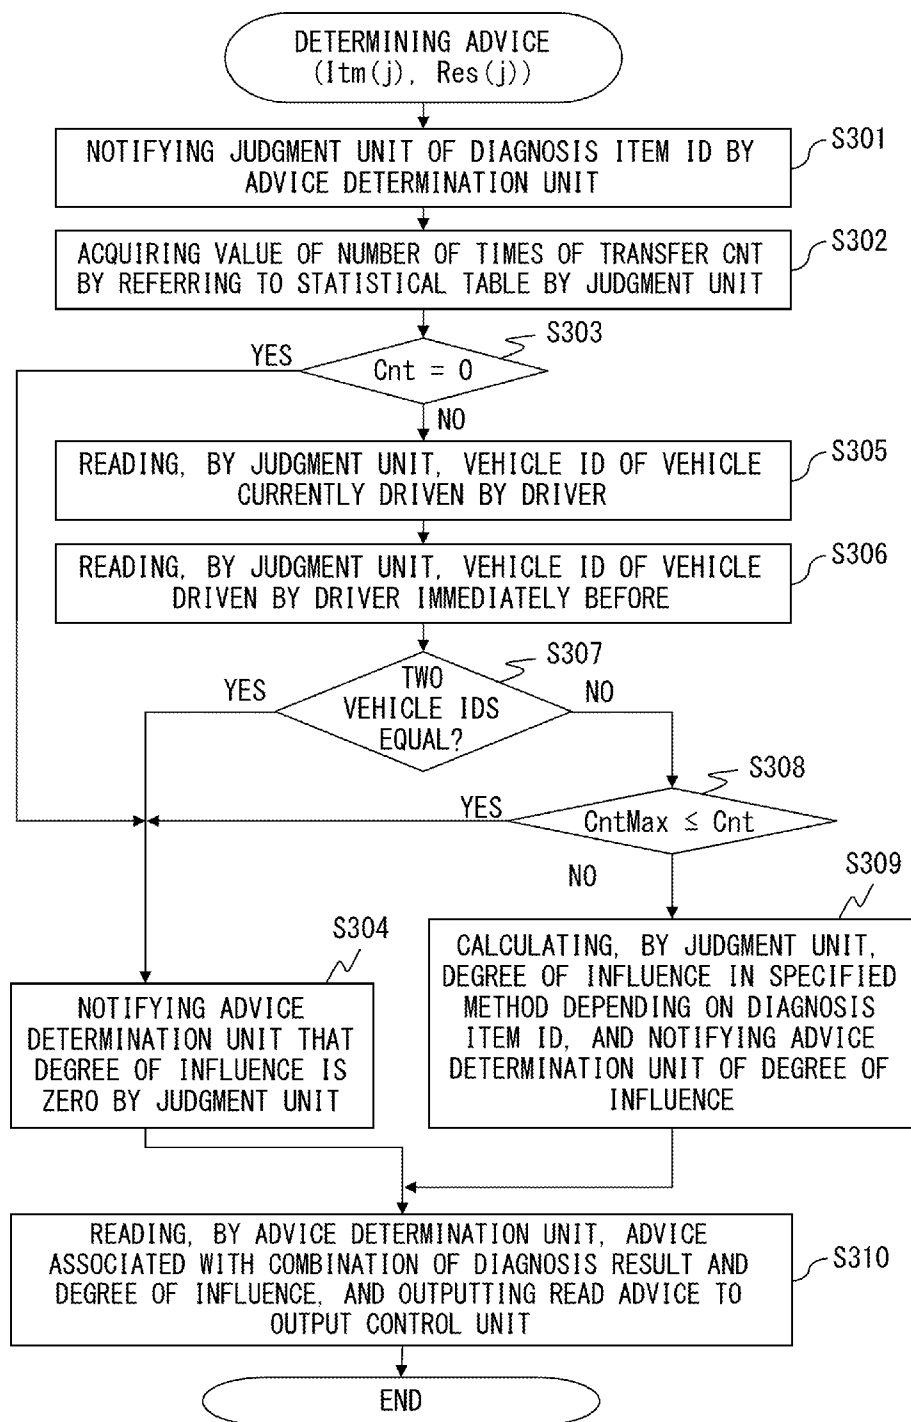 DETERMINING ADVICE
(Itm(j), Res(j))
NOTIFYING JUDGMENT UNIT OF DIAGNOSIS ITEM ID BY
ADVICE DETERMINATION UNIT
S301
ACQUIRING VALUE OF NUMBER OF TIMES OF TRANSFER CNT
BY REFERRING TO STATISTICAL TABLE BY JUDGMENT UNIT
S302
S303
YES
Cnt = 0
NO
READING, BY JUDGMENT UNIT, VEHICLE ID OF VEHICLE
CURRENTLY DRIVEN BY DRIVER
S305
READING, BY JUDGMENT UNIT, VEHICLE ID OF VEHICLE
DRIVEN BY DRIVER IMMEDIATELY BEFORE
S306
S307
YES
TWO
VEHICLE IDS
EQUAL?
NO
S308
YES
CntMax ≤ Cnt
NO
S309
CALCULATING, BY JUDGMENT UNIT,
DEGREE OF INFLUENCE IN SPECIFIED
METHOD DEPENDING ON DIAGNOSIS
ITEM ID, AND NOTIFYING ADVICE
DETERMINATION UNIT OF DEGREE OF
INFLUENCE
S304
NOTIFYING ADVICE
DETERMINATION UNIT THAT
DEGREE OF INFLUENCE IS
ZERO BY JUDGMENT UNIT
READING, BY ADVICE DETERMINATION UNIT, ADVICE
ASSOCIATED WITH COMBINATION OF DIAGNOSIS RESULT AND
DEGREE OF INFLUENCE, AND OUTPUTTING READ ADVICE TO
OUTPUT CONTROL UNIT
S310
END